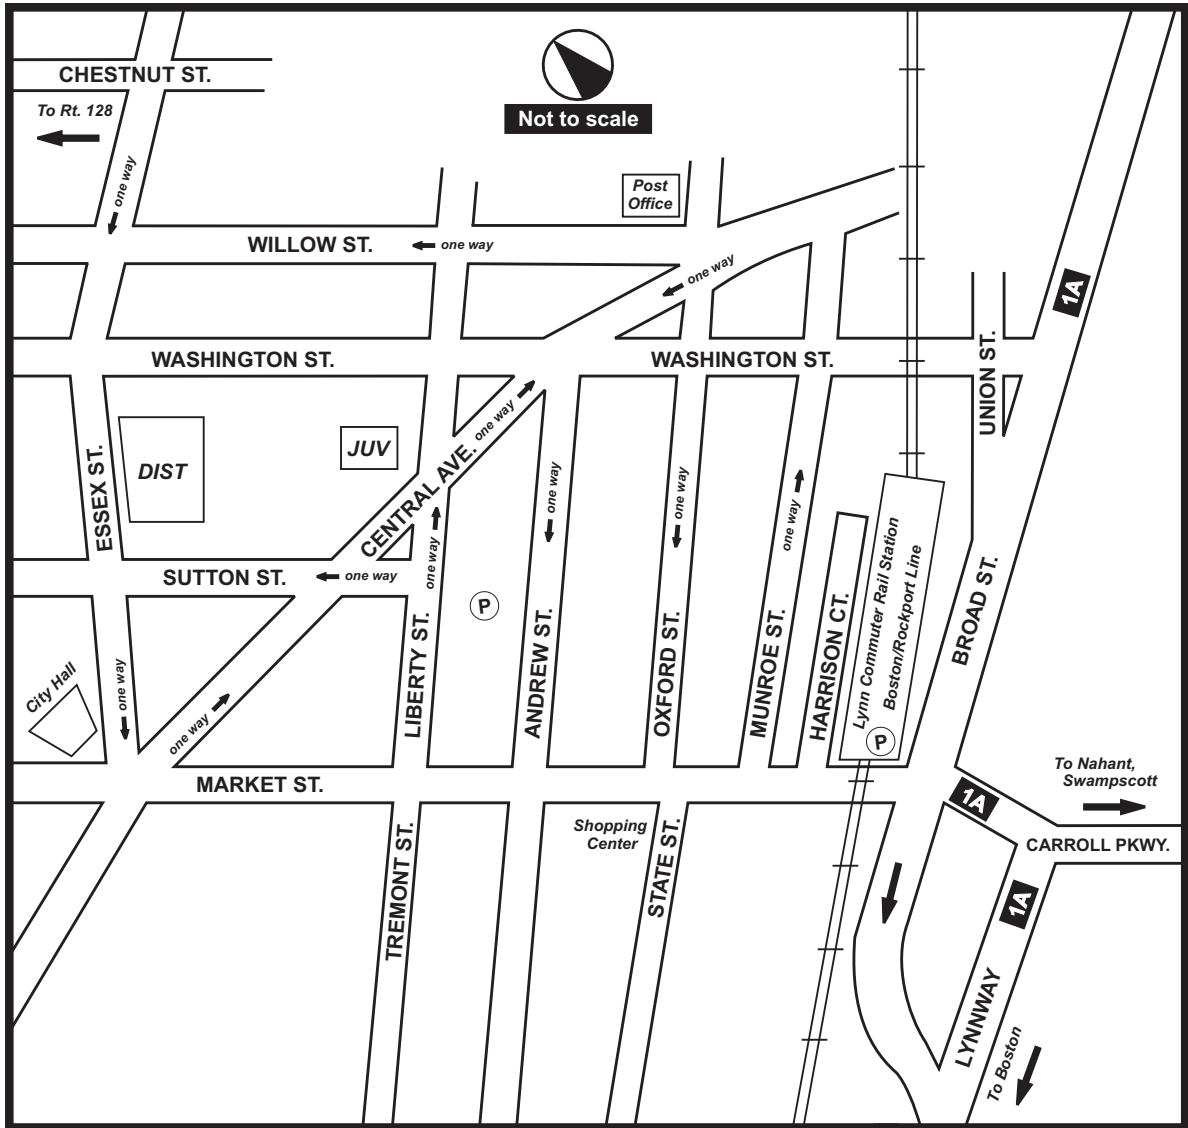 CHESTNUT ST.
To Rt. 128
Not to scale
one way
Post
Office
WILLOW ST.
one way
one way
1A
WASHINGTON ST.
WASHINGTON ST.
UNION ST.
one way
DIST
JUV
CENTRAL AVE.
ESSEX ST.
one way
one way
one way
SUTTON ST.
one way
one way
P
LIBERTY ST.
ANDREW ST.
OXFORD ST.
MUNROE ST.
HARRISON CT.
Lynn Commuter Rail Station
Boston/Rockport Line
P
BROAD ST.
City Hall
one way
one way
MARKET ST.
To Nahant,
Swampscott
1A
Shopping
Center
CARROLL PKWY.
TREMONT ST.
STATE ST.
1A
LYNNWAY
To Boston